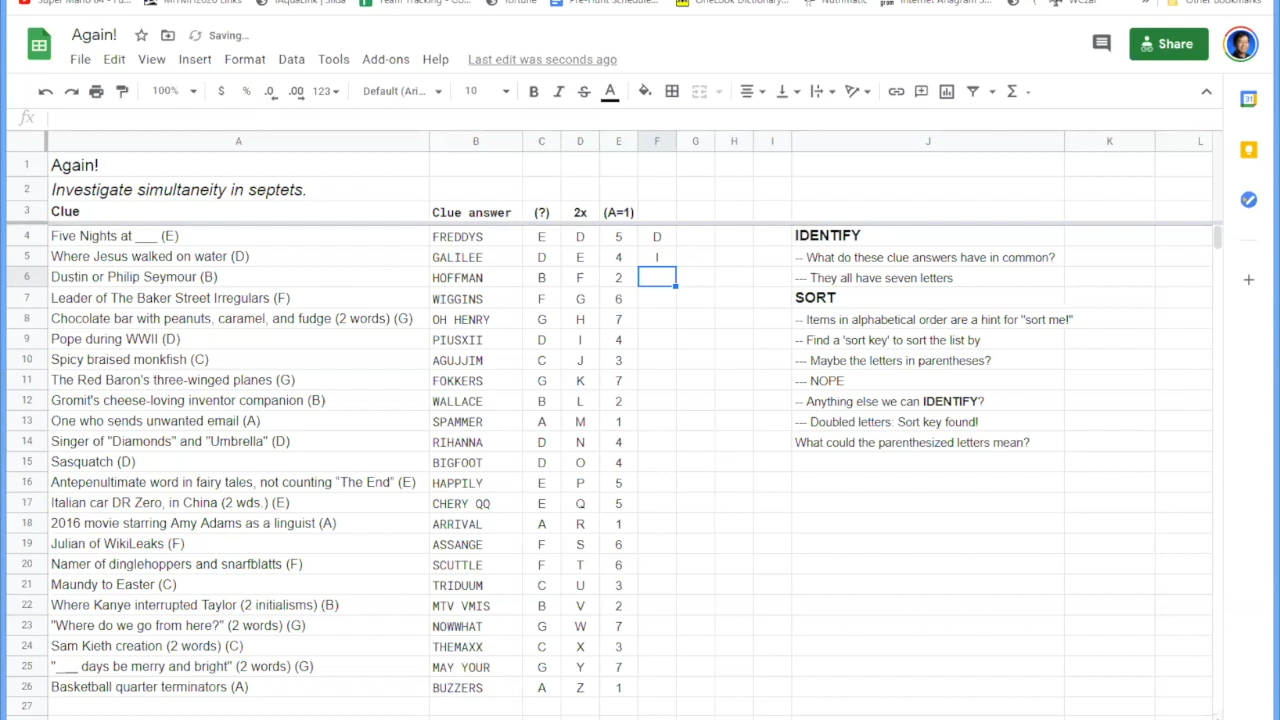 Again!
Saving...
File Edit View Insert Format Data Tools Add-ons Help Last edit was seconds ago
Share
100% $ % .0 .00 123 Default (Ari... 10 B I S A
fx
A B C D E F G H I J K L
1 Again!
2 Investigate simultaneity in septets.
3 Clue Clue answer (?) 2x (A=1)
4 Five Nights at ___ (E) FREDDYS E D 5 D IDENTIFY
5 Where Jesus walked on water (D) GALILEE D E 4 I -- What do these clue answers have in common?
6 Dustin or Philip Seymour (B) HOFFMAN B F 2 --- They all have seven letters
7 Leader of The Baker Street Irregulars (F) WIGGINS F G 6 SORT
8 Chocolate bar with peanuts, caramel, and fudge (2 words) (G) OH HENRY G H 7 -- Items in alphabetical order are a hint for "sort me!"
9 Pope during WWII (D) PIUSXII D I 4 -- Find a 'sort key' to sort the list by
10 Spicy braised monkfish (C) AGUJJIM C J 3 --- Maybe the letters in parentheses?
11 The Red Baron's three-winged planes (G) FOKKERS G K 7 --- NOPE
12 Gromit's cheese-loving inventor companion (B) WALLACE B L 2 -- Anything else we can IDENTIFY?
13 One who sends unwanted email (A) SPAMMER A M 1 --- Doubled letters: Sort key found!
14 Singer of "Diamonds" and "Umbrella" (D) RIHANNA D N 4 What could the parenthesized letters mean?
15 Sasquatch (D) BIGFOOT D O 4
16 Antepenultimate word in fairy tales, not counting "The End" (E) HAPPILY E P 5
17 Italian car DR Zero, in China (2 wds.) (E) CHERY QQ E Q 5
18 2016 movie starring Amy Adams as a linguist (A) ARRIVAL A R 1
19 Julian of WikiLeaks (F) ASSANGE F S 6
20 Namer of dinglehoppers and snarfblatts (F) SCUTTLE F T 6
21 Maundy to Easter (C) TRIDUUM C U 3
22 Where Kanye interrupted Taylor (2 initialisms) (B) MTV VMIS B V 2
23 "Where do we go from here?" (2 words) (G) NOWWHAT G W 7
24 Sam Kieth creation (2 words) (C) THEMAXX C X 3
25 "___ days be merry and bright" (2 words) (G) MAY YOUR G Y 7
26 Basketball quarter terminators (A) BUZZERS A Z 1
27